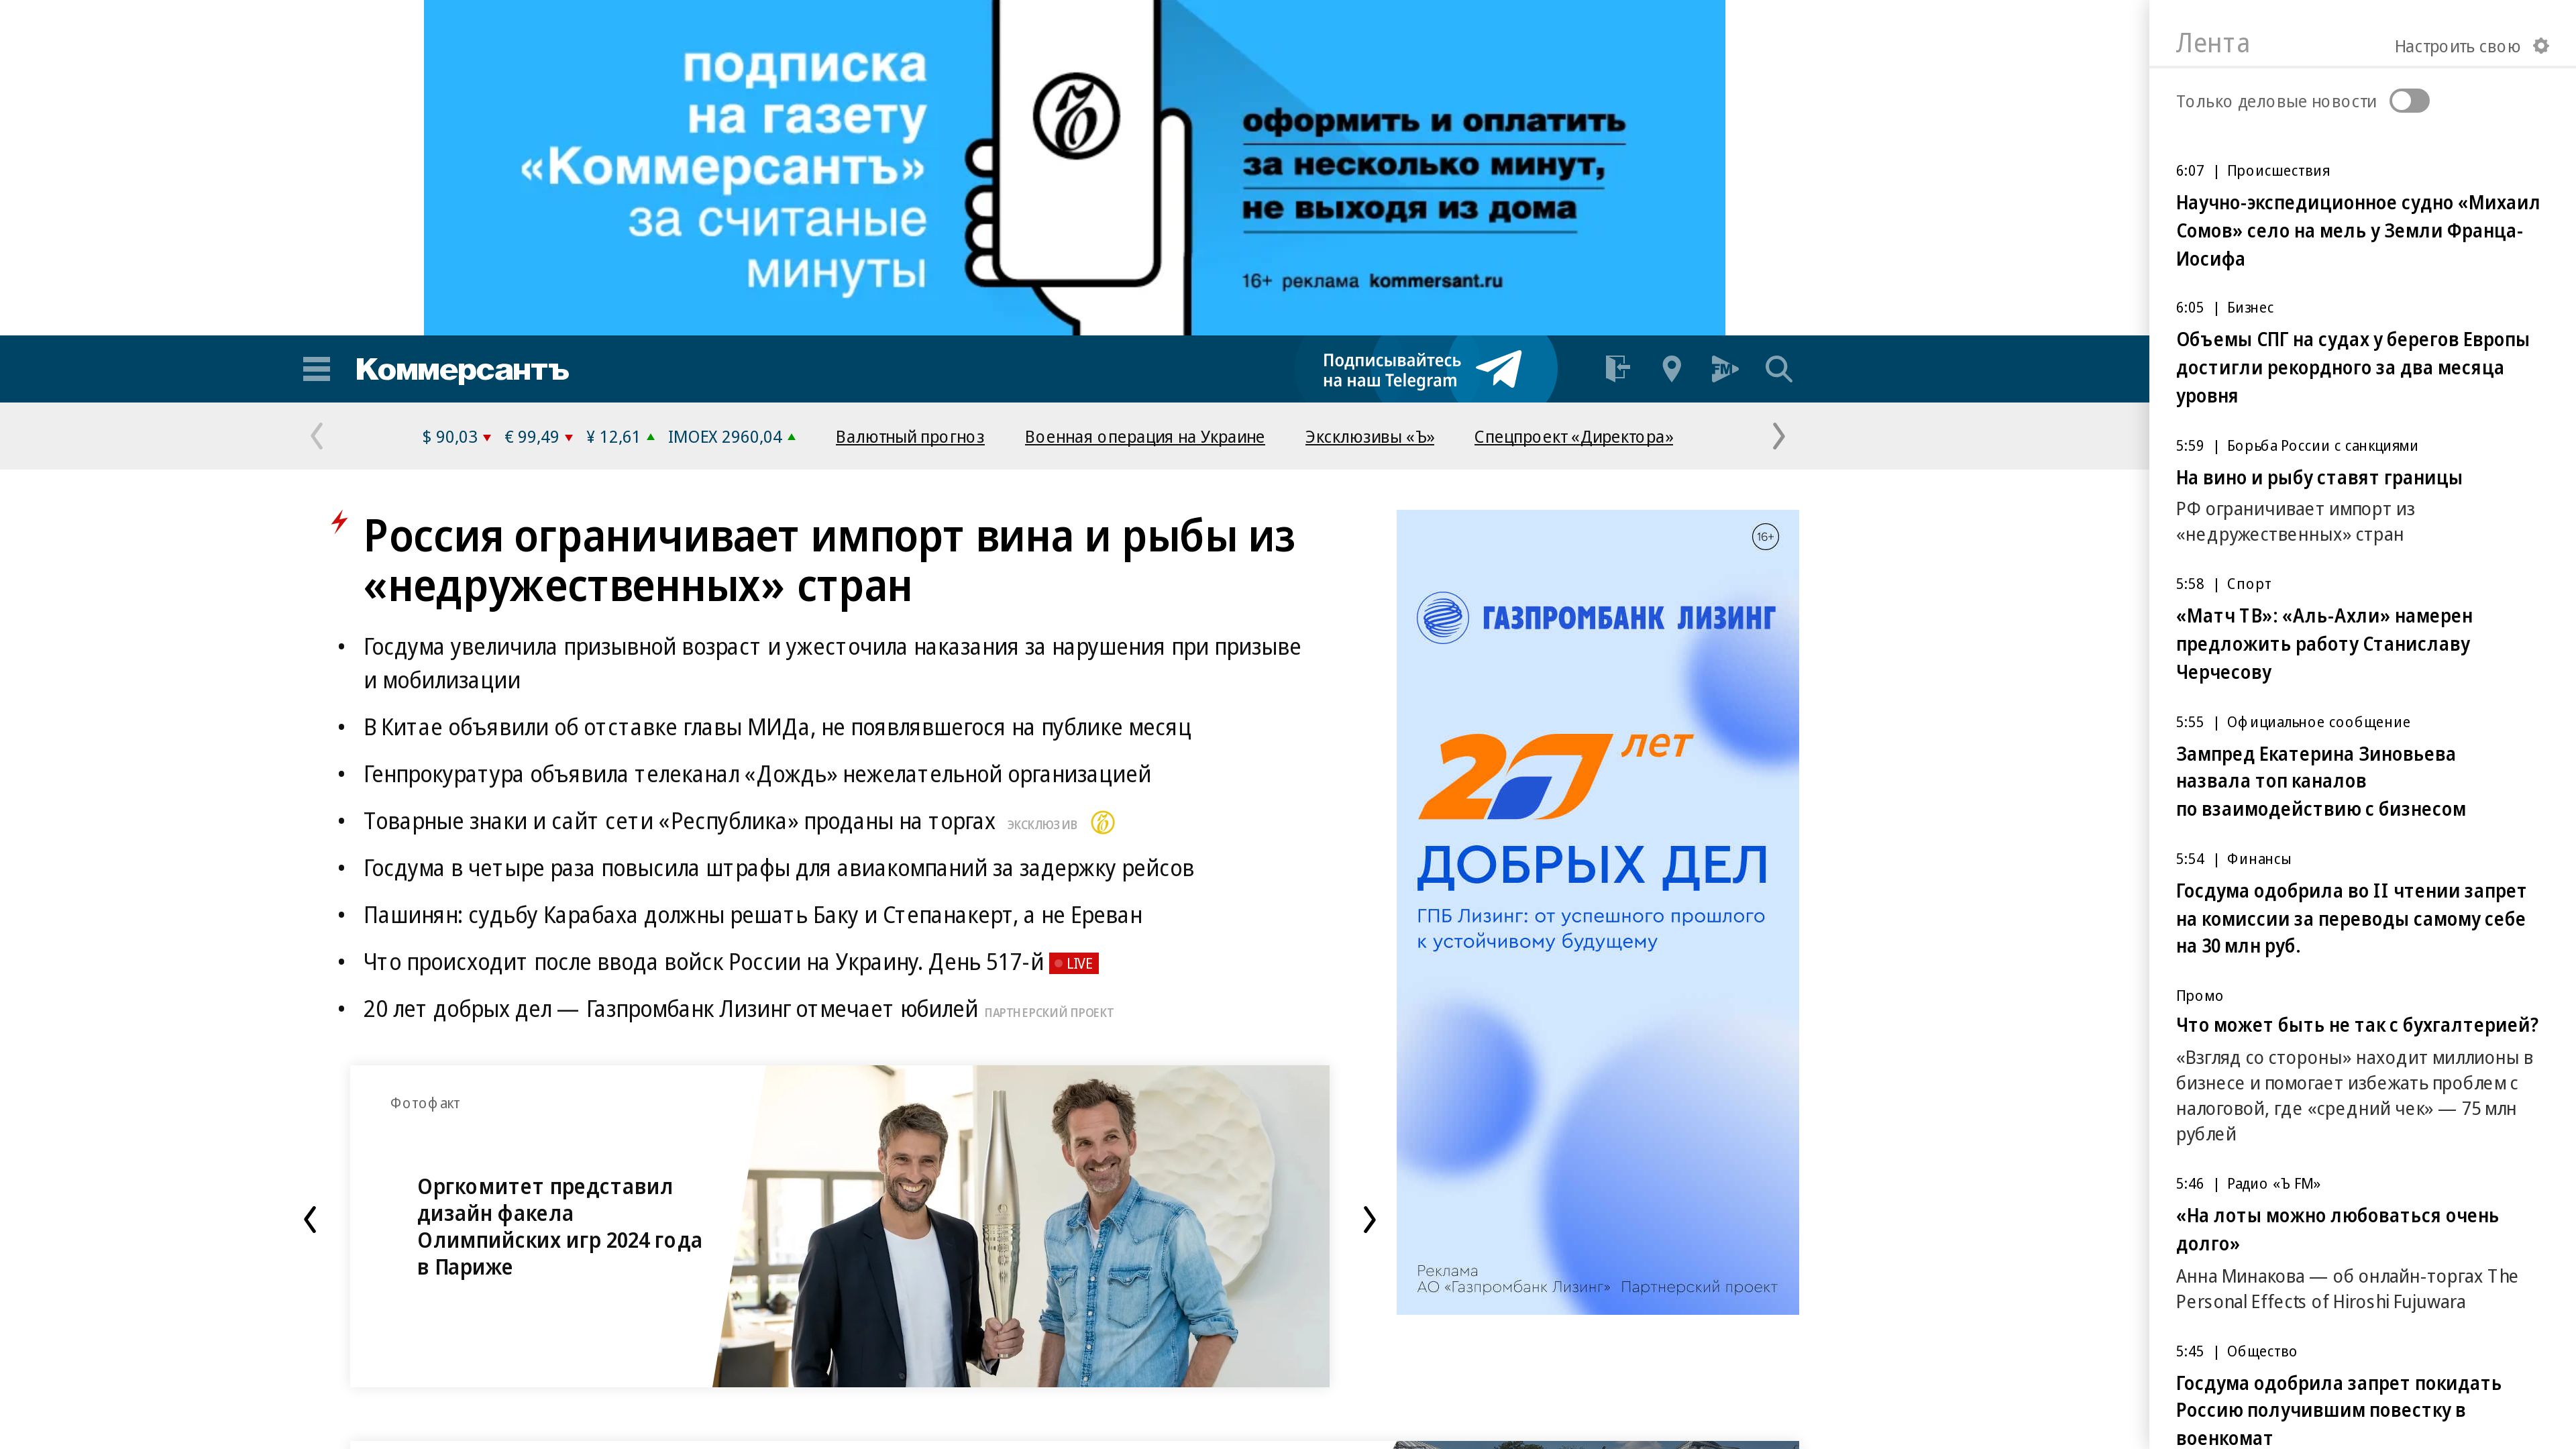 подписка
на газету
«Коммерсантъ»
за считаные
минуты
оформить и оплатить
за несколько минут,
не выходя из дома
16+ реклама kommersant.ru
Коммерсантъ
Подписывайтесь
на наш Telegram
FM
$ 90,03 € 99,49 ¥ 12,61 IMOEX 2960,04 Валютный прогноз Военная операция на Украине Эксклюзивы «Ъ» Спецпроект «Директора»
Россия ограничивает импорт вина и рыбы из
«недружественных» стран
• Госдума увеличила призывной возраст и ужесточила наказания за нарушения при призыве
и мобилизации
• В Китае объявили об отставке главы МИДа, не появлявшегося на публике месяц
• Генпрокуратура объявила телеканал «Дождь» нежелательной организацией
• Товарные знаки и сайт сети «Республика» проданы на торгах ЭКСКЛЮЗИВ
• Госдума в четыре раза повысила штрафы для авиакомпаний за задержку рейсов
• Пашинян: судьбу Карабаха должны решать Баку и Степанакерт, а не Ереван
• Что происходит после ввода войск России на Украину. День 517-й LIVE
• 20 лет добрых дел — Газпромбанк Лизинг отмечает юбилей ПАРТНЕРСКИЙ ПРОЕКТ
Фотофакт
Оргкомитет представил
дизайн факела
Олимпийских игр 2024 года
в Париже
16+
ГАЗПРОМБАНК ЛИЗИНГ
20 лет
ДОБРЫХ ДЕЛ
ГПБ Лизинг: от успешного прошлого
к устойчивому будущему
Реклама
АО «Газпромбанк Лизинг» Партнерский проект
Лента Настроить свою
Только деловые новости
6:07 | Происшествия
Научно-экспедиционное судно «Михаил
Сомов» село на мель у Земли Франца-
Иосифа
6:05 | Бизнес
Объемы СПГ на судах у берегов Европы
достигли рекордного за два месяца
уровня
5:59 | Борьба России с санкциями
На вино и рыбу ставят границы
РФ ограничивает импорт из
«недружественных» стран
5:58 | Спорт
«Матч ТВ»: «Аль-Ахли» намерен
предложить работу Станиславу
Черчесову
5:55 | Официальное сообщение
Зампред Екатерина Зиновьева
назвала топ каналов
по взаимодействию с бизнесом
5:54 | Финансы
Госдума одобрила во II чтении запрет
на комиссии за переводы самому себе
на 30 млн руб.
Промо
Что может быть не так с бухгалтерией?
«Взгляд со стороны» находит миллионы в
бизнесе и помогает избежать проблем с
налоговой, где «средний чек» — 75 млн
рублей
5:46 | Радио «Ъ FM»
«На лоты можно любоваться очень
долго»
Анна Минакова — об онлайн-торгах The
Personal Effects of Hiroshi Fujuwara
5:45 | Общество
Госдума одобрила запрет покидать
Россию получившим повестку в
военкомат